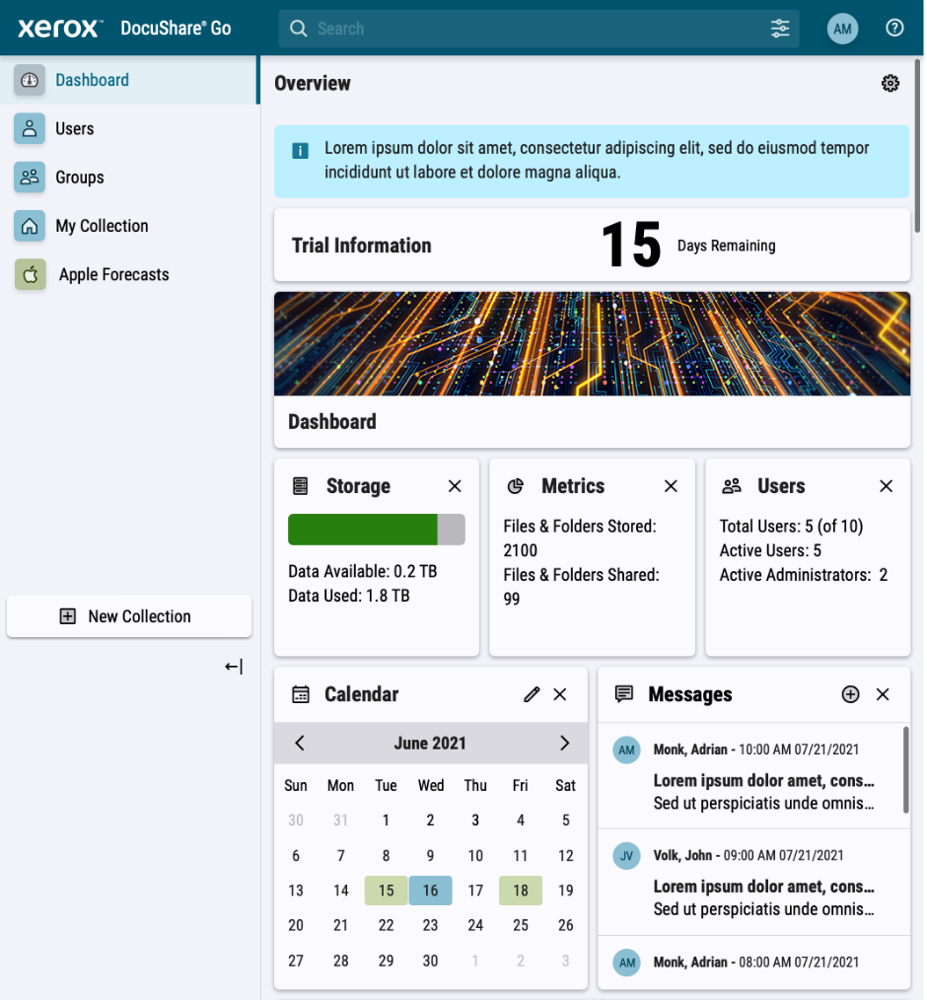 xerox™ DocuShare® Go
Search
AM
Dashboard
Users
Groups
My Collection
Apple Forecasts
New Collection
Overview
Lorem ipsum dolor sit amet, consectetur adipiscing elit, sed do eiusmod tempor
incididunt ut labore et dolore magna aliqua.
Trial Information 15 Days Remaining
Dashboard
Storage
Data Available: 0.2 TB
Data Used: 1.8 TB
Metrics
Files & Folders Stored:
2100
Files & Folders Shared:
99
Users
Total Users: 5 (of 10)
Active Users: 5
Active Administrators: 2
Calendar
June 2021
Sun Mon Tue Wed Thu Fri Sat
30 31 1 2 3 4 5
6 7 8 9 10 11 12
13 14 15 16 17 18 19
20 21 22 23 24 25 26
27 28 29 30 1 2 3
Messages
AM Monk, Adrian - 10:00 AM 07/21/2021
Lorem ipsum dolor amet, cons...
Sed ut perspiciatis unde omnis...
JV Volk, John - 09:00 AM 07/21/2021
Lorem ipsum dolor amet, cons...
Sed ut perspiciatis unde omnis...
AM Monk, Adrian - 08:00 AM 07/21/2021